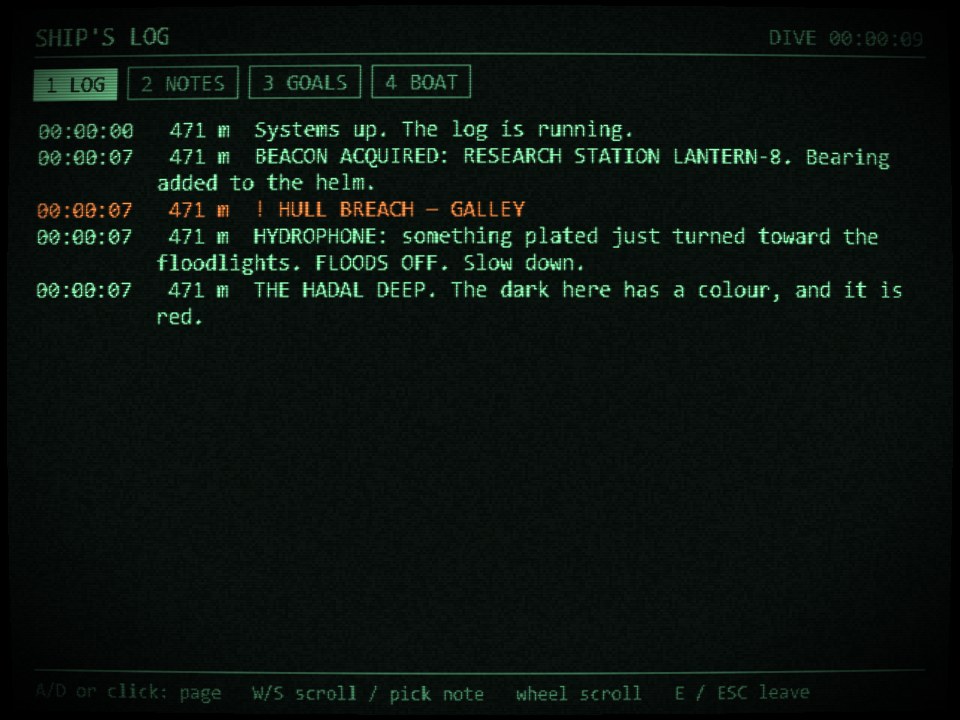 SHIP'S LOG
DIVE 00:00:09
1 LOG
2 NOTES
3 GOALS
4 BOAT
00:00:00 471 m Systems up. The log is running.
00:00:07 471 m BEACON ACQUIRED: RESEARCH STATION LANTERN-8. Bearing
added to the helm.
00:00:07 471 m ! HULL BREACH — GALLEY
00:00:07 471 m HYDROPHONE: something plated just turned toward the
floodlights. FLOODS OFF. Slow down.
00:00:07 471 m THE HADAL DEEP. The dark here has a colour, and it is
red.
A/D or click: page W/S scroll / pick note wheel scroll E / ESC leave